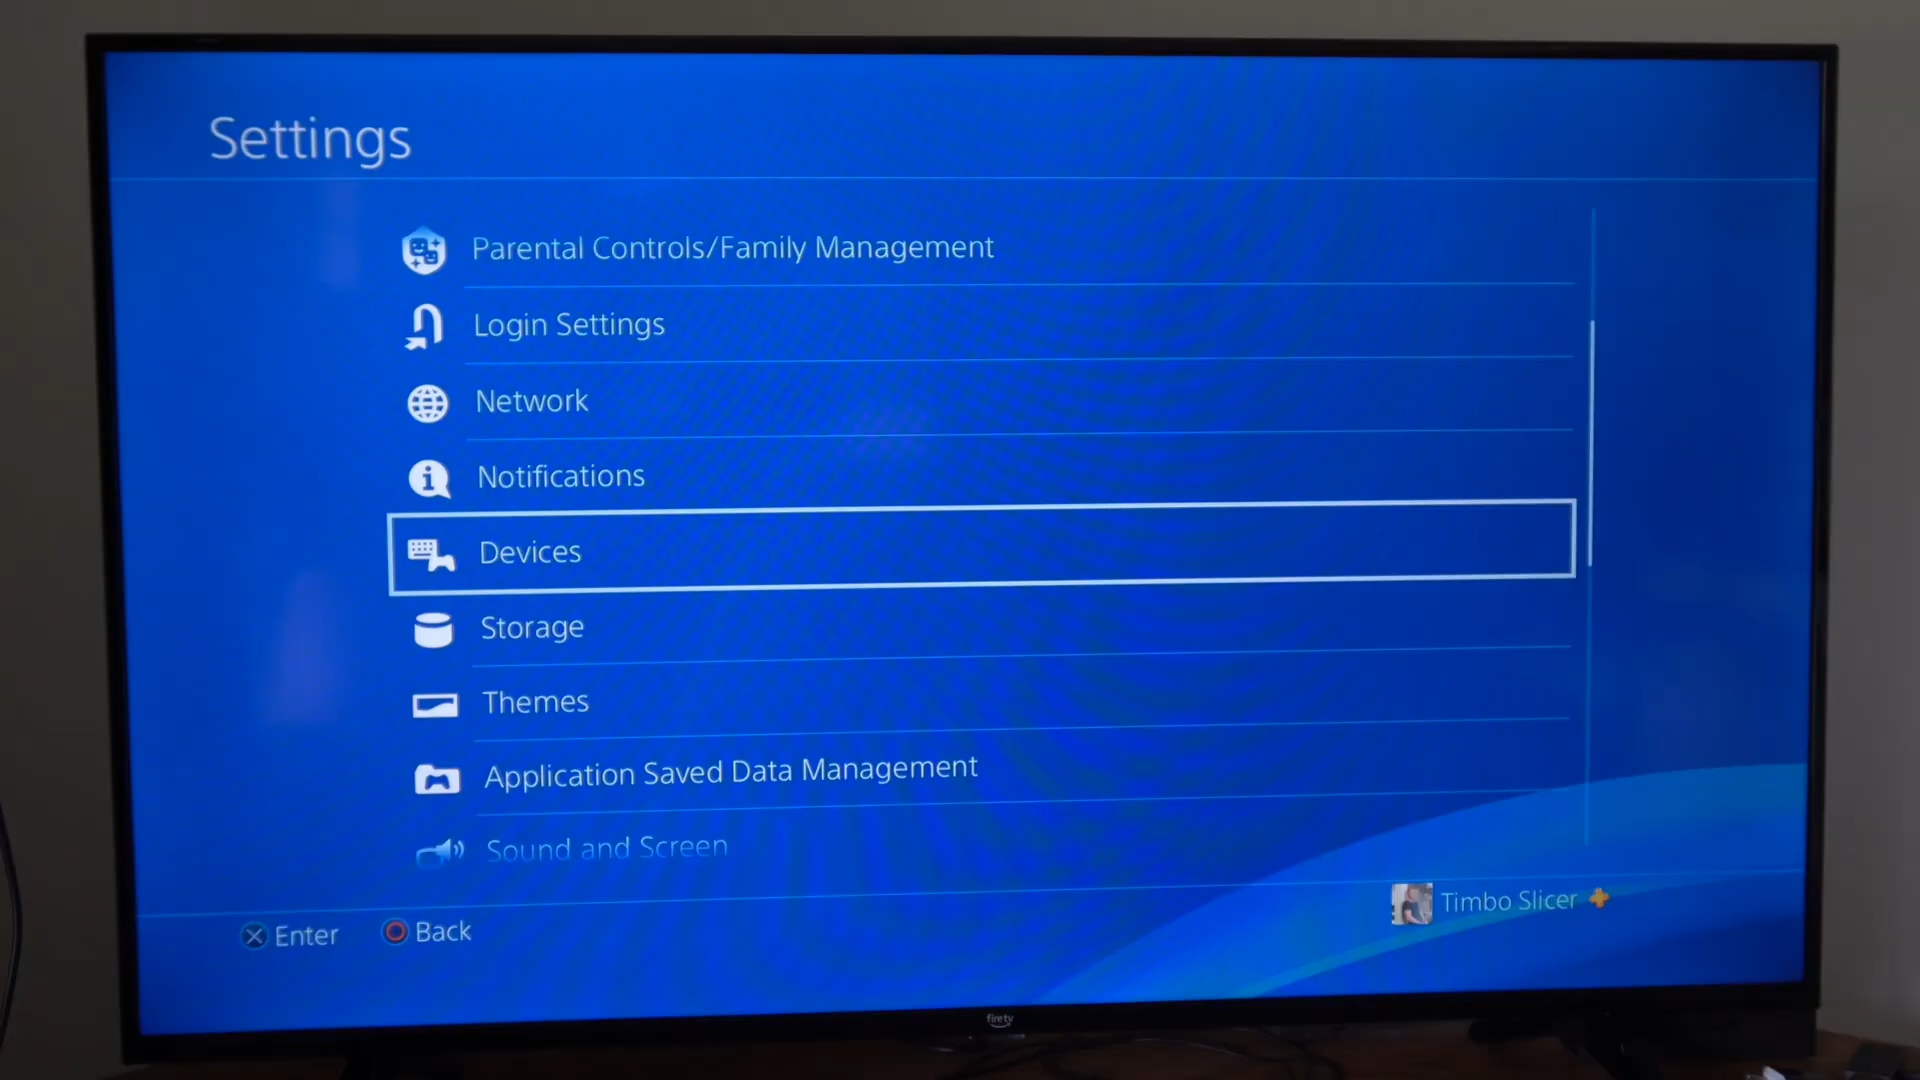 Settings
Parental Controls/Family Management
Login Settings
Network
Notifications
Devices
Storage
Themes
Application Saved Data Management
Sound and Screen
Enter
Back
Timbo Slicer
firetv